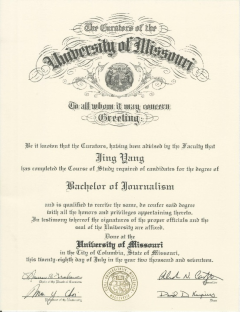 The Curators of the
University of Missouri
To all whom it may concern
Greeting
Be it known that the Curators, having been advised by the Faculty that
Jing Yang
has completed the Course of Study required of candidates for the degree of
Bachelor of Journalism
and is qualified to receive the same, do confer said degree
with all the honors and privileges appertaining thereto.
In testimony whereof the signatures of the proper officials and the
seal of the University are affixed.
Done at the
University of Missouri
in the City of Columbia, State of Missouri,
this twenty-eighth day of July in the year two thousand and seventeen.